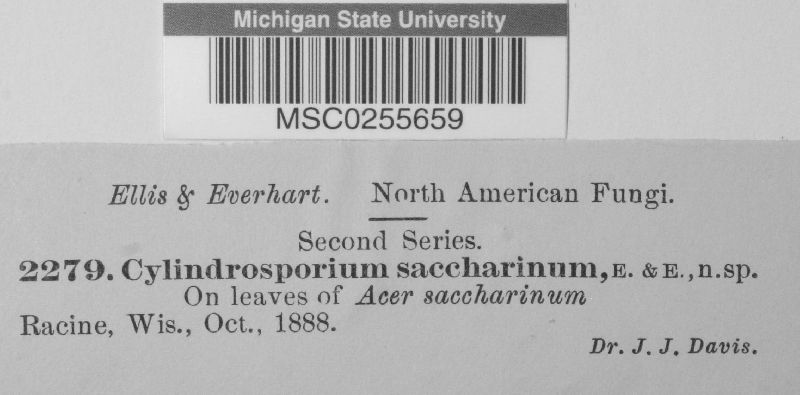 Michigan State University
MSC0255659
Ellis & Everhart. North American Fungi.
Second Series.
2279. Cylindrosporium saccharinum, E. & E., n.sp.
On leaves of Acer saccharinum
Racine, Wis., Oct., 1888.
Dr. J. J. Davis.